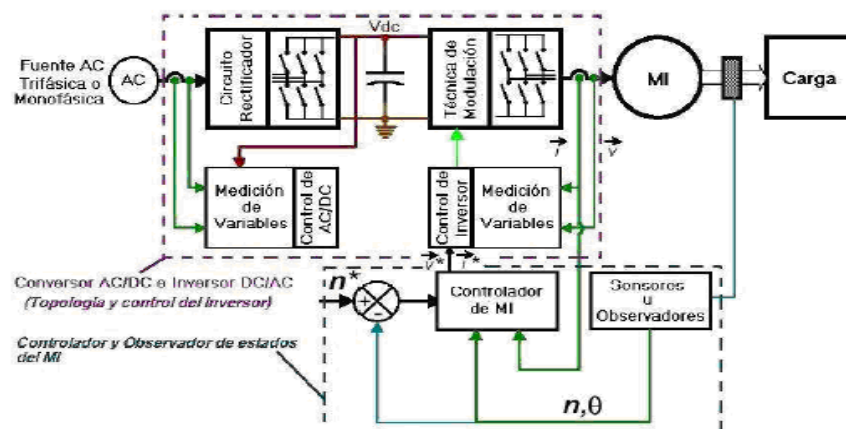 Vdc
Fuente AC
Trifásica o
Monofásica
AC
Circuito
Rectificador
Técnica de
Modulación
MI
Carga
i
v
Medición
de
Variables
Control de
AC/DC
Control de
Inversor
Medición de
Variables
v* i*
Conversor AC/DC e Inversor DC/AC
(Topología y control del Inversor)
n*
+
-
Controlador
de MI
Sensores
u
Observadores
Controlador y Observador de estados
del MI
n,θ